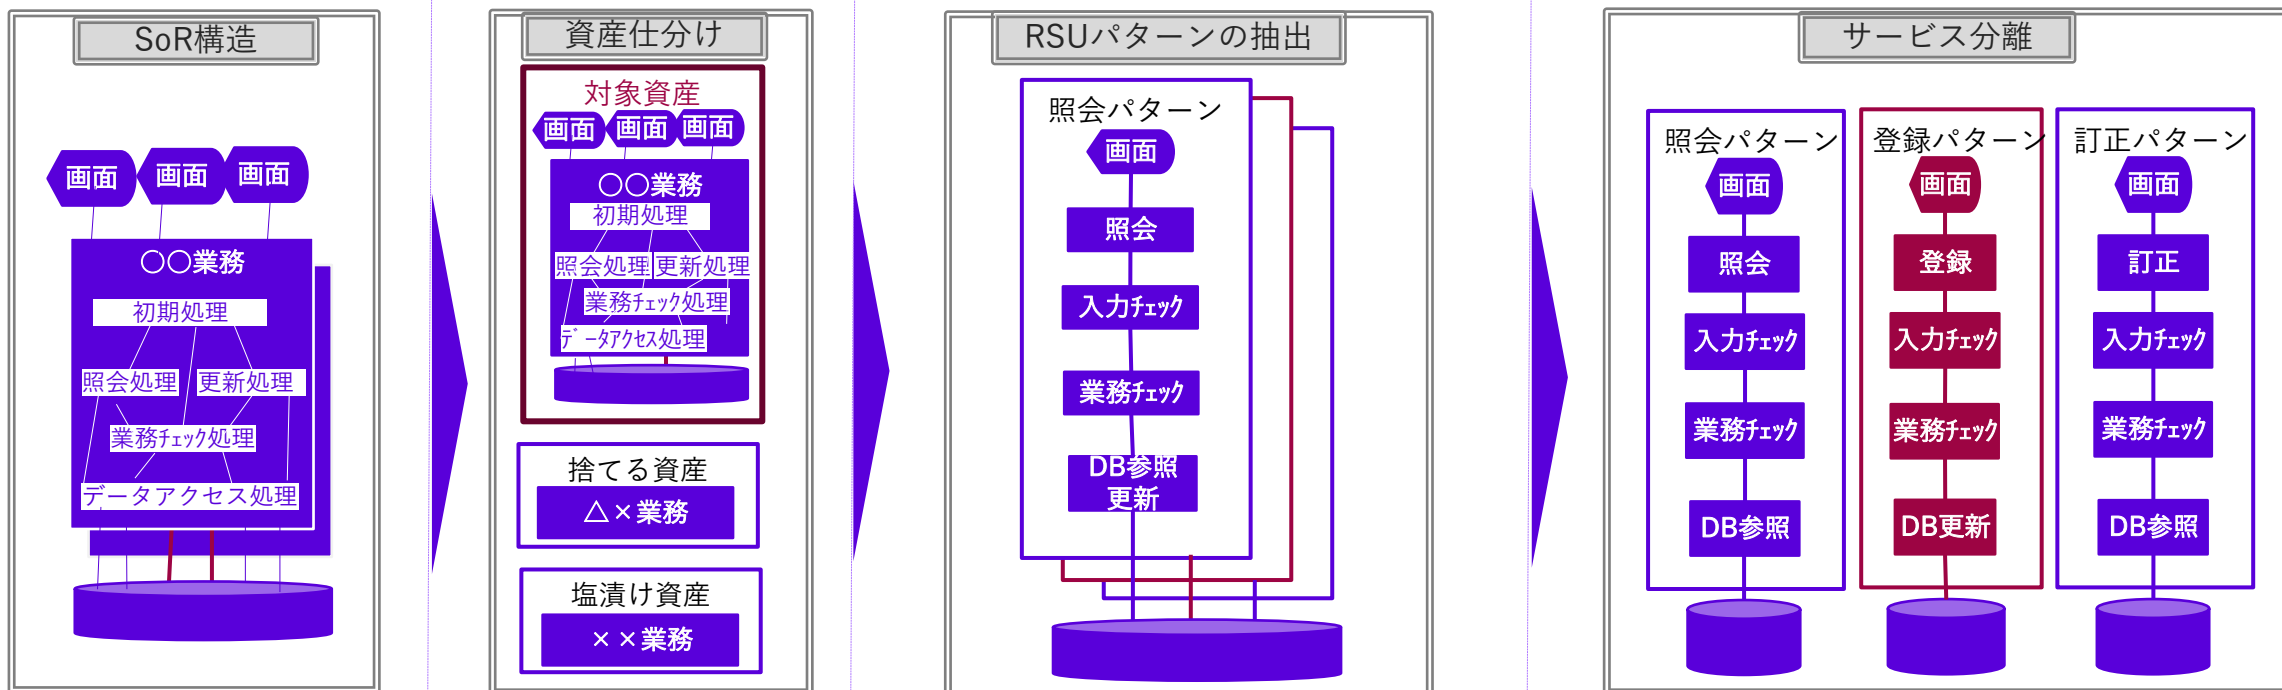 SoR構造
画面
画面
画面
〇〇業務
初期処理
照会処理
更新処理
業務ﾁｪｯｸ処理
データアクセス処理
資産仕分け
対象資産
画面
画面
画面
〇〇業務
初期処理
照会処理
更新処理
業務ﾁｪｯｸ処理
ﾃﾞｰﾀｱｸｾｽ処理
捨てる資産
△×業務
塩漬け資産
××業務
RSUパターンの抽出
照会パターン
画面
照会
入力ﾁｪｯｸ
業務ﾁｪｯｸ
DB参照
更新
サービス分離
照会パターン
画面
照会
入力ﾁｪｯｸ
業務ﾁｪｯｸ
DB参照
登録パターン
画面
登録
入力ﾁｪｯｸ
業務ﾁｪｯｸ
DB更新
訂正パターン
画面
訂正
入力ﾁｪｯｸ
業務ﾁｪｯｸ
DB参照